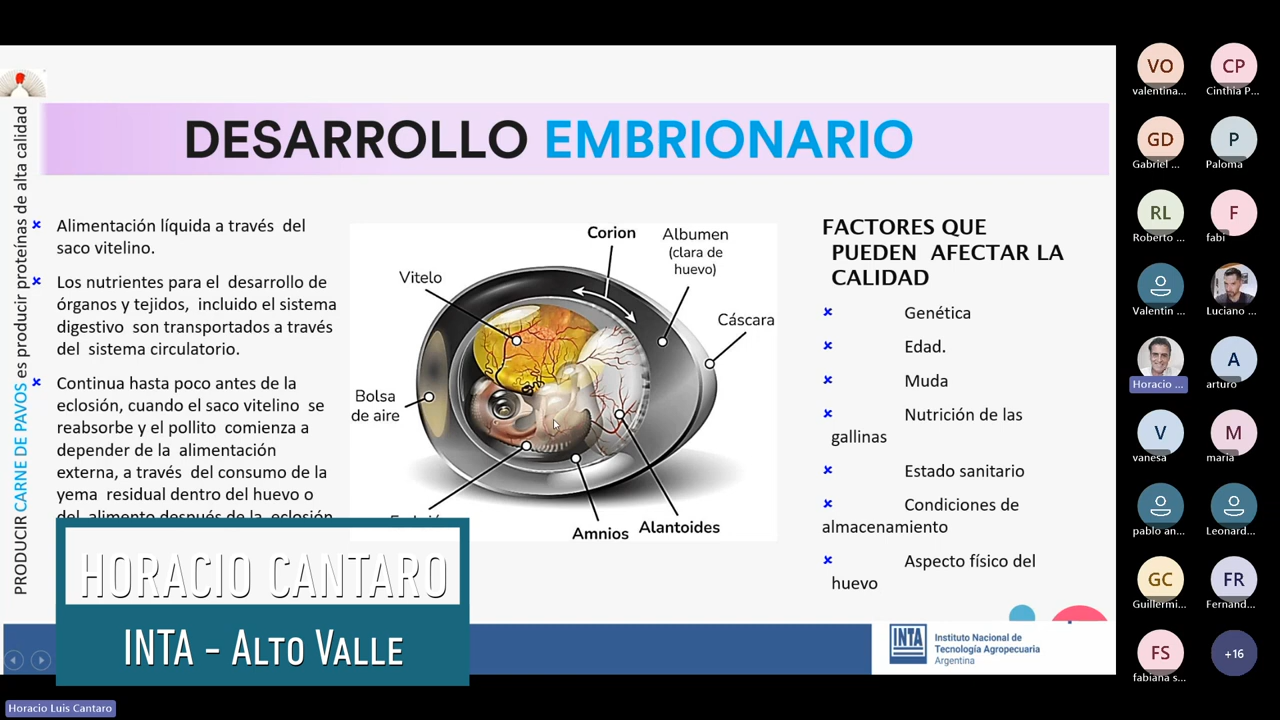 PRODUCIR CARNE DE PAVOS es producir proteínas de alta calidad
DESARROLLO EMBRIONARIO
Alimentación líquida a través del
saco vitelino.
Los nutrientes para el desarrollo de
órganos y tejidos, incluido el sistema
digestivo son transportados a través
del sistema circulatorio.
Continua hasta poco antes de la
eclosión, cuando el saco vitelino se
reabsorbe y el pollito comienza a
depender de la alimentación
externa, a través del consumo de la
yema residual dentro del huevo o
del alimento después de la eclosión
Corion
Albumen
(clara de
huevo)
Vitelo
Cáscara
Bolsa
de aire
Amnios
Alantoides
FACTORES QUE
PUEDEN AFECTAR LA
CALIDAD
Genética
Edad.
Muda
Nutrición de las
gallinas
Estado sanitario
Condiciones de
almacenamiento
Aspecto físico del
huevo
HORACIO CANTARO
INTA - ALTO VALLE
INTA
Instituto Nacional de
Tecnología Agropecuaria
Argentina
Horacio Luis Cantaro
VO
valentina...
CP
Cinthia P...
GD
Gabriel ...
P
Paloma
RL
Roberto ...
F
fabi
Valentin ...
Luciano ...
Horacio ...
A
arturo
V
vanesa
M
maria
pablo an...
Leonard...
GC
Guillermi...
FR
Fernand...
FS
fabiana s...
+16